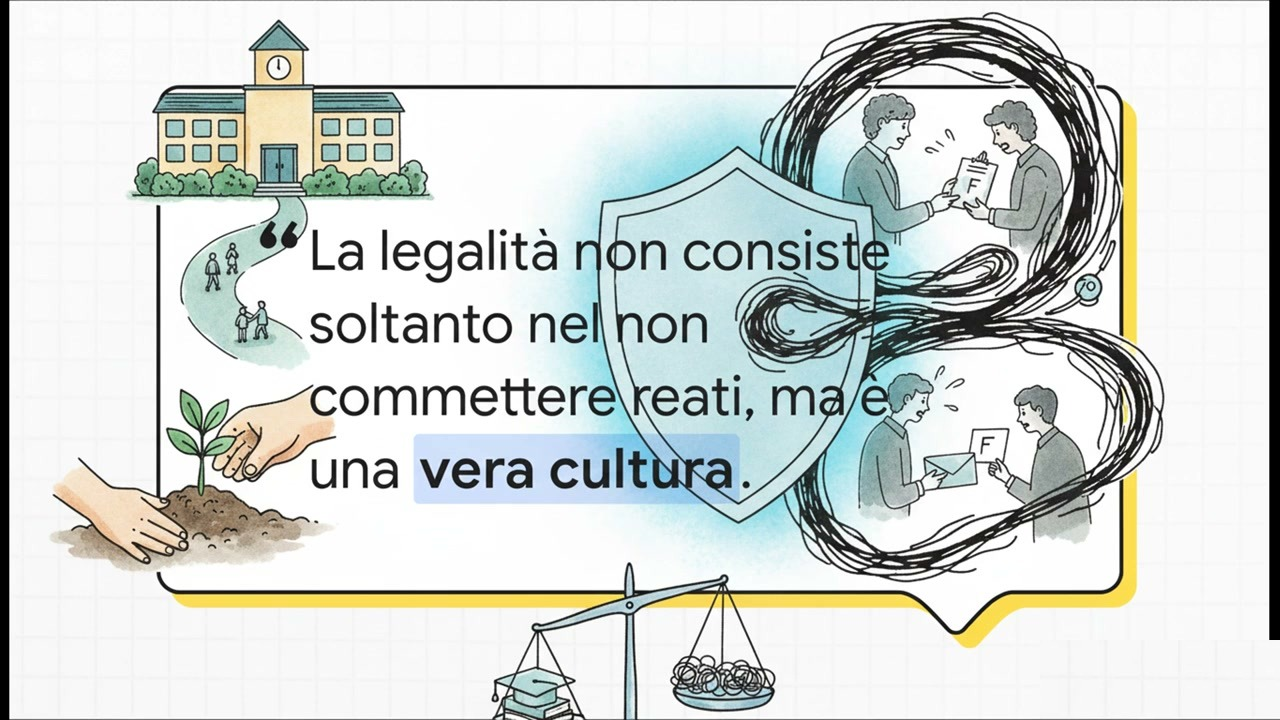 “La legalità non consiste
soltanto nel non
commettere reati, ma è
una vera cultura.
F
F